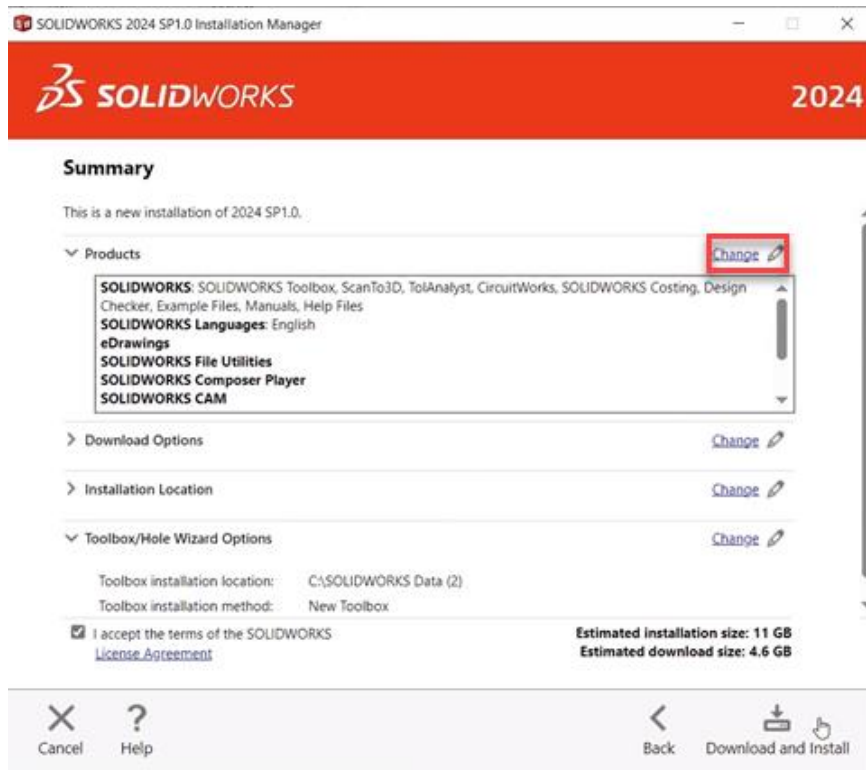 SOLIDWORKS 2024 SP1.0 Installation Manager
SOLIDWORKS 2024
Summary
This is a new installation of 2024 SP1.0.
Products Change
SOLIDWORKS: SOLIDWORKS Toolbox, ScanTo3D, TolAnalyst, CircuitWorks, SOLIDWORKS Costing, Design
Checker, Example Files, Manuals, Help Files
SOLIDWORKS Languages: English
eDrawings
SOLIDWORKS File Utilities
SOLIDWORKS Composer Player
SOLIDWORKS CAM
Download Options Change
Installation Location Change
Toolbox/Hole Wizard Options Change
Toolbox installation location: C:\SOLIDWORKS Data (2)
Toolbox installation method: New Toolbox
I accept the terms of the SOLIDWORKS
License Agreement
Estimated installation size: 11 GB
Estimated download size: 4.6 GB
Cancel Help Back Download and Install